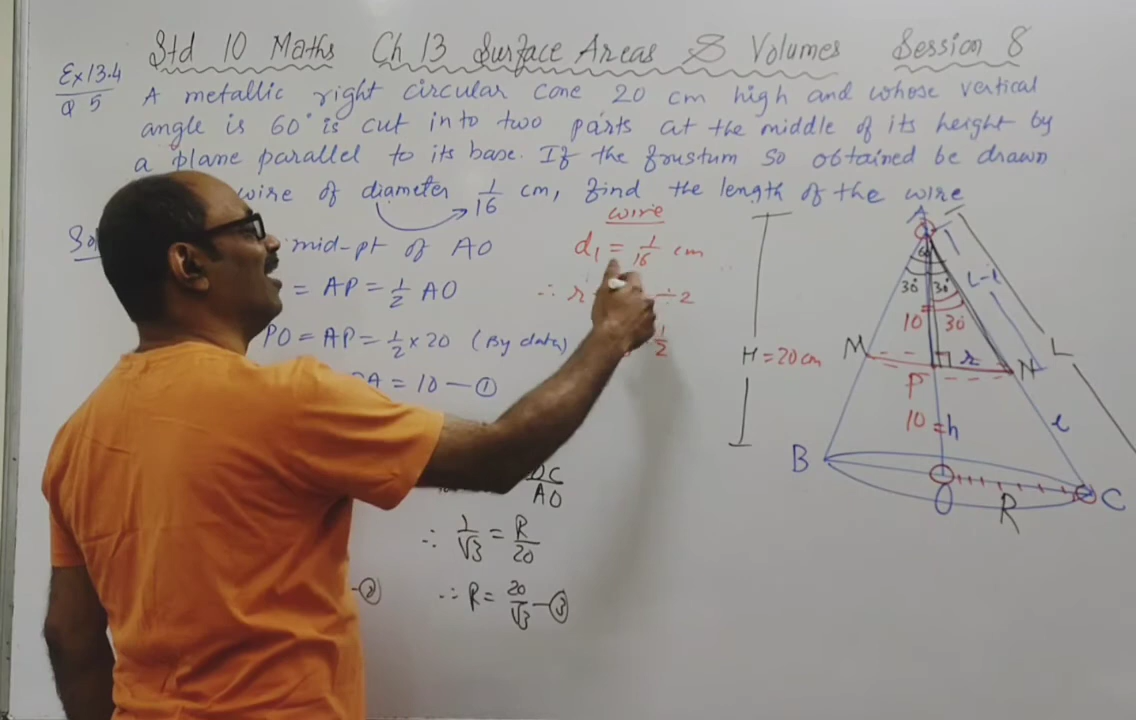 Std 10 Maths Ch 13 Surface Areas & Volumes Session 8
Ex 13.4
Q 5
A metallic right circular cone 20 cm high and whose vertical
angle is 60° is cut into two parts at the middle of its height by
a plane parallel to its base. If the frustum so obtained be drawn
wire of diameter 1/16 cm, find the length of the wire
mid-pt of AO
= AP = 1/2 AO
PO = AP = 1/2 × 20 (By data)
= 10 — ①
OC/AO
∴ 1/√3 = R/20
∴ R = 20/√3 — ③
— ②
wire
d₁ = 1/16 cm
∴ r ÷ 2
1/2
H = 20 cm
A
60
30° 30°
10 = 30
L-l
L
M P r N
10 = h
l
B O R C